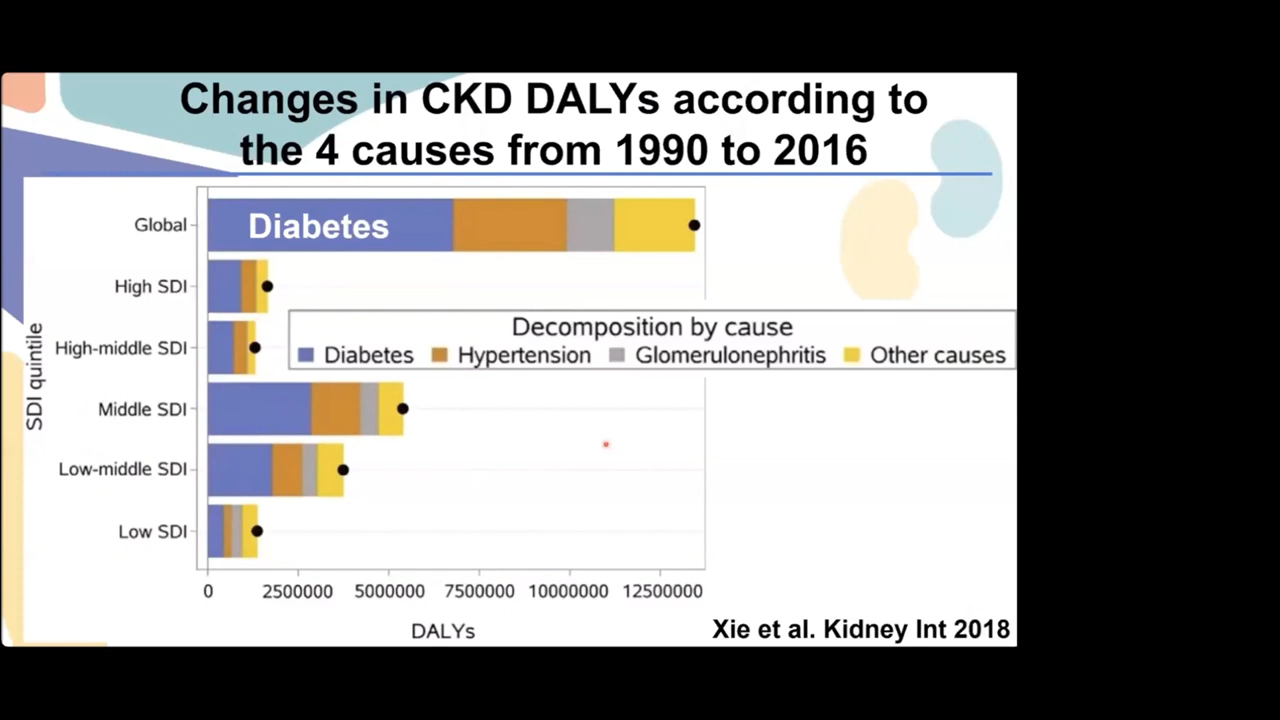 Changes in CKD DALYs according to
the 4 causes from 1990 to 2016
Global
Diabetes
High SDI
High-middle SDI
Middle SDI
Low-middle SDI
Low SDI
SDI quintile
Decomposition by cause
Diabetes Hypertension Glomerulonephritis Other causes
0 2500000 5000000 7500000 10000000 12500000
DALYs
Xie et al. Kidney Int 2018